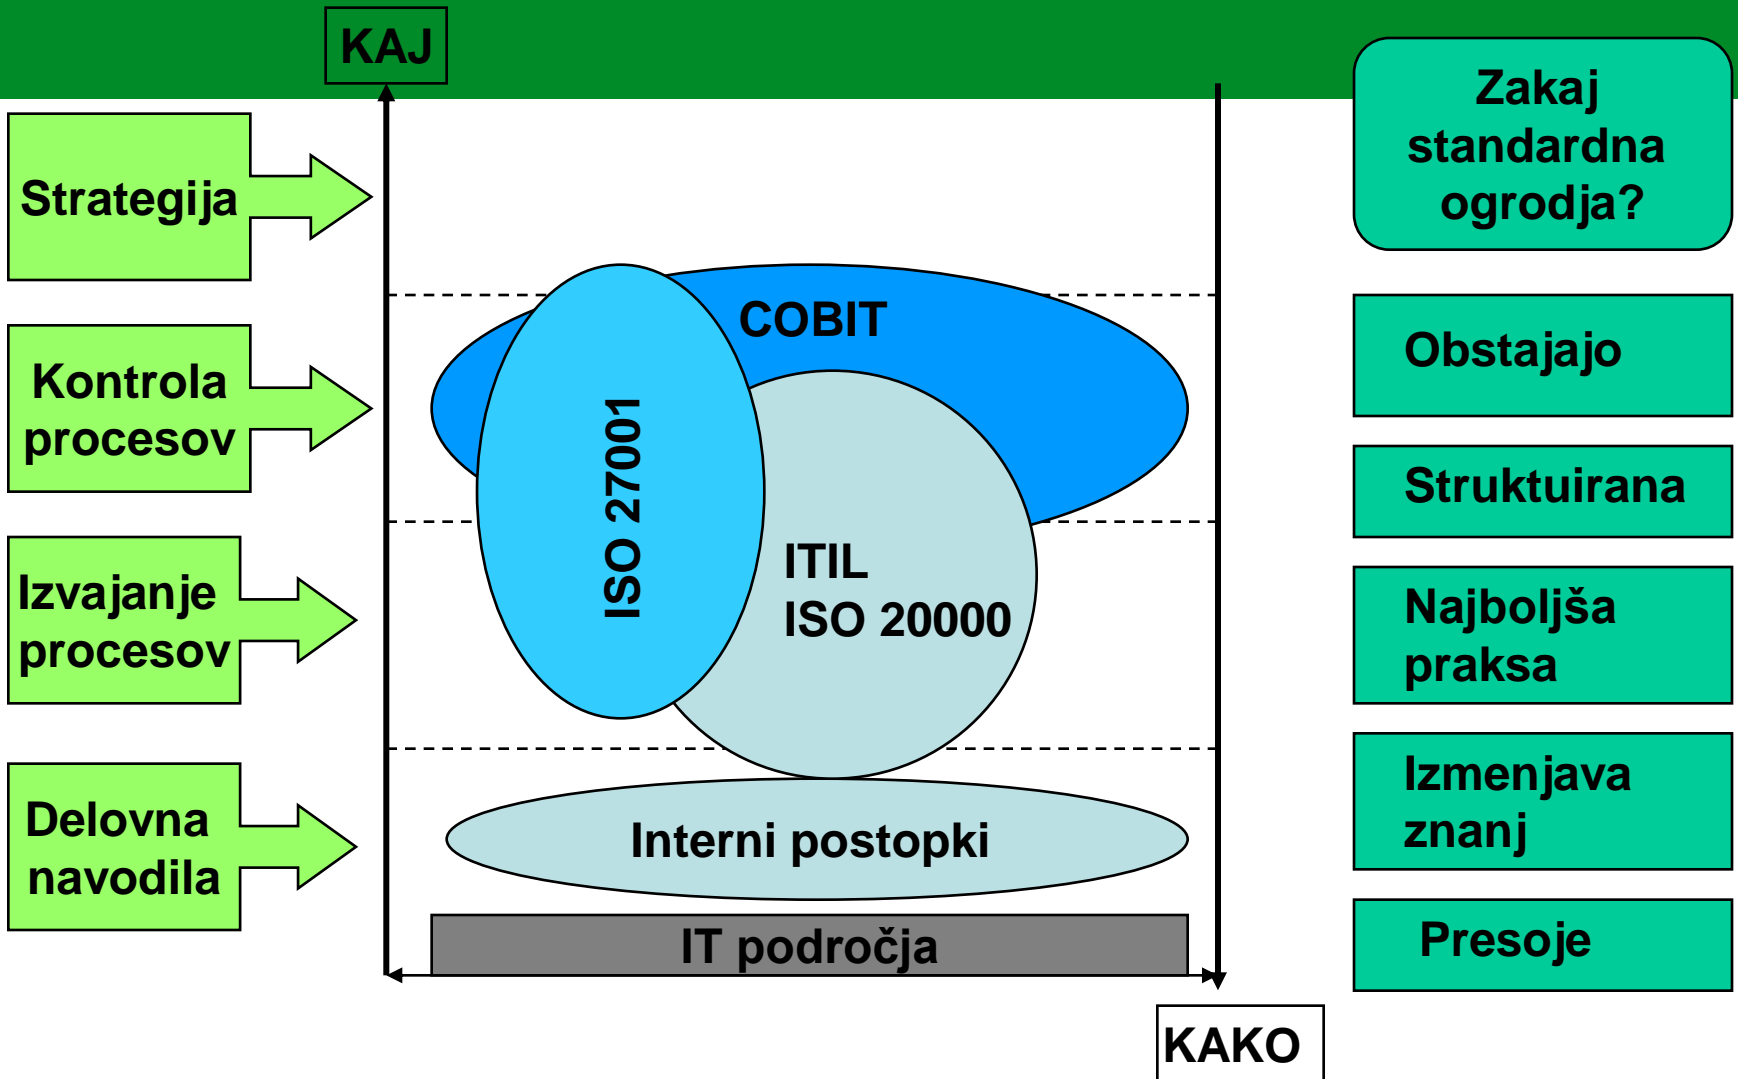 KAJ
Strategija
Kontrola
procesov
Izvajanje
procesov
Delovna
navodila
COBIT
ISO 27001
ITIL
ISO 20000
Interni postopki
IT področja
KAKO
Zakaj
standardna
ogrodja?
Obstajajo
Struktuirana
Najboljša
praksa
Izmenjava
znanj
Presoje